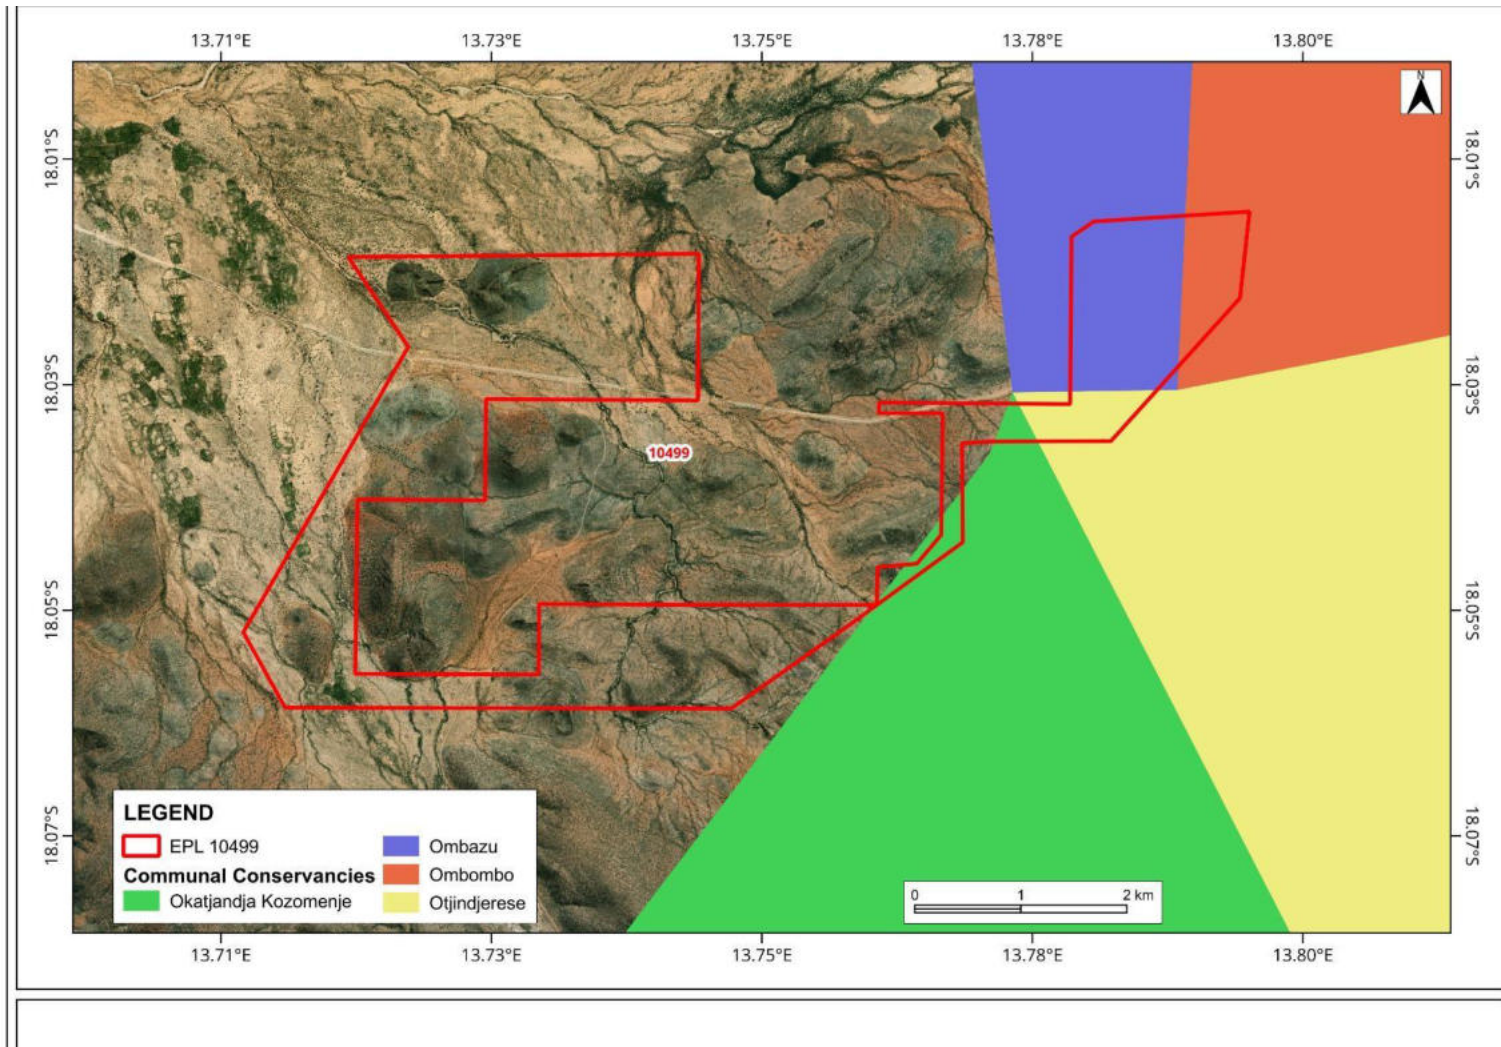 13.71°E 13.73°E 13.75°E 13.78°E 13.80°E
N
18.01°S 18.01°S
18.03°S 18.03°S
10499
18.05°S 18.05°S
18.07°S 18.07°S
LEGEND
EPL 10499
Communal Conservancies
Okatjandja Kozomenje
Ombazu
Ombombo
Otjindjerese
0 1 2 km
13.71°E 13.73°E 13.75°E 13.78°E 13.80°E